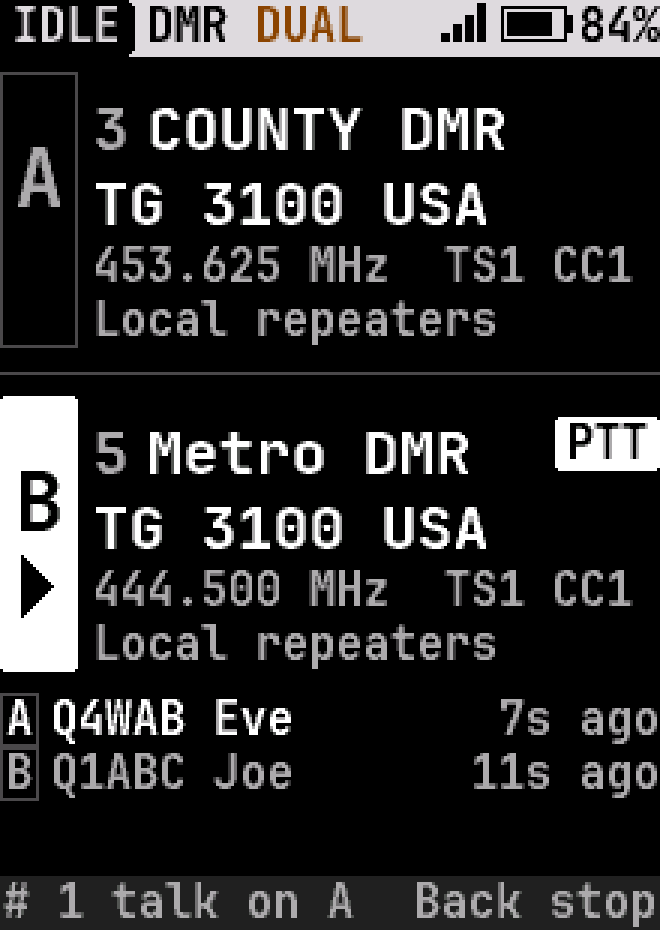 IDLE DMR DUAL 84%
A
3 COUNTY DMR
TG 3100 USA
453.625 MHz TS1 CC1
Local repeaters
B
5 Metro DMR PTT
TG 3100 USA
444.500 MHz TS1 CC1
Local repeaters
A Q4WAB Eve 7s ago
B Q1ABC Joe 11s ago
# 1 talk on A Back stop